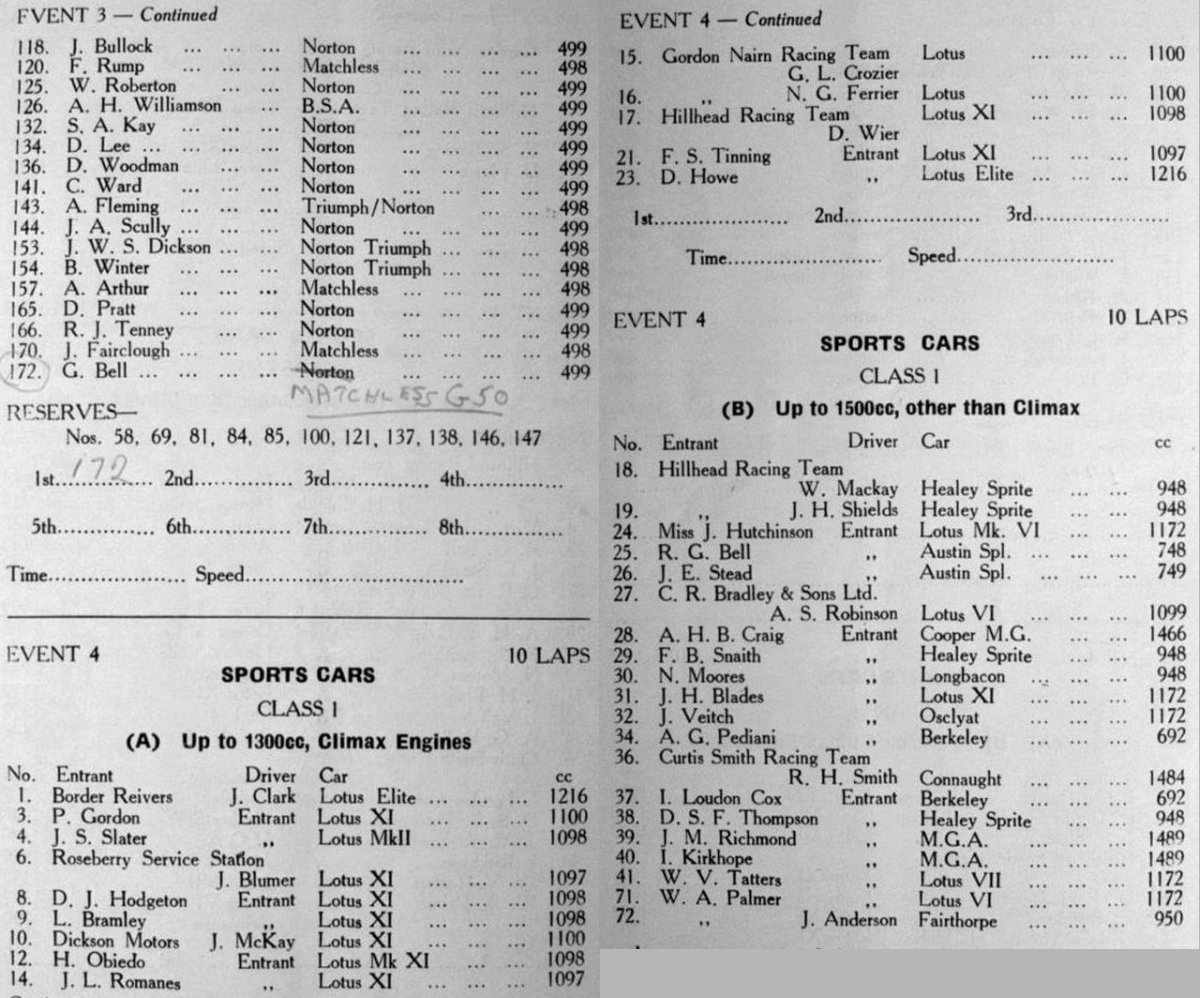 EVENT 3 — Continued
118. J. Bullock ... ... ... Norton ... ... ... ... 499
120. F. Rump ... ... ... Matchless ... ... ... ... 498
125. W. Roberton ... ... Norton ... ... ... ... 499
126. A. H. Williamson ... B.S.A. ... ... ... ... 499
132. S. A. Kay ... ... ... Norton ... ... ... ... 499
134. D. Lee ... ... ... ... Norton ... ... ... ... 499
136. D. Woodman ... ... Norton ... ... ... ... 499
141. C. Ward ... ... ... Norton ... ... ... ... 499
143. A. Fleming ... ... ... Triumph/Norton ... ... 498
144. J. A. Scully ... ... ... Norton ... ... ... ... 499
153. J. W. S. Dickson ... ... Norton Triumph ... ... ... 498
154. B. Winter ... ... ... Norton Triumph ... ... ... 498
157. A. Arthur ... ... ... Matchless ... ... ... ... 498
165. D. Pratt ... ... ... Norton ... ... ... ... 499
166. R. J. Tenney ... ... Norton ... ... ... ... 499
170. J. Fairclough ... ... ... Matchless ... ... ... ... 498
172. G. Bell ... ... ... ... Norton ... ... ... ... 499
MATCHLESS G50
RESERVES—
Nos. 58, 69, 81, 84, 85, 100, 121, 137, 138, 146, 147
1st 172 2nd............... 3rd............... 4th...............
5th............... 6th............... 7th............... 8th...............
Time..................... Speed.................................
EVENT 4 10 LAPS
SPORTS CARS
CLASS 1
(A) Up to 1300cc, Climax Engines
No. Entrant Driver Car cc
1. Border Reivers J. Clark Lotus Elite ... ... ... 1216
3. P. Gordon Entrant Lotus XI ... ... ... 1100
4. J. S. Slater ,, Lotus MkII ... ... ... 1098
6. Roseberry Service Station
J. Blumer Lotus XI ... ... ... 1097
8. D. J. Hodgeton Entrant Lotus XI ... ... ... 1098
9. L. Bramley ,, Lotus XI ... ... ... 1098
10. Dickson Motors J. McKay Lotus XI ... ... ... 1100
12. H. Obiedo Entrant Lotus Mk XI ... ... 1098
14. J. L. Romanes ,, Lotus XI ... ... ... 1097
EVENT 4 — Continued
15. Gordon Nairn Racing Team Lotus ... ... ... 1100
G. L. Crozier
16. ,, N. G. Ferrier Lotus ... ... ... 1100
17. Hillhead Racing Team Lotus XI ... ... ... 1098
D. Wier
21. F. S. Tinning Entrant Lotus XI ... ... ... 1097
23. D. Howe ,, Lotus Elite ... ... ... 1216
1st..................... 2nd..................... 3rd.....................
Time........................ Speed........................
EVENT 4 10 LAPS
SPORTS CARS
CLASS 1
(B) Up to 1500cc, other than Climax
No. Entrant Driver Car cc
18. Hillhead Racing Team
W. Mackay Healey Sprite ... ... 948
19. ,, J. H. Shields Healey Sprite ... ... 948
24. Miss J. Hutchinson Entrant Lotus Mk. VI ... ... 1172
25. R. G. Bell ,, Austin Spl. ... ... ... 748
26. J. E. Stead ,, Austin Spl. ... ... ... 749
27. C. R. Bradley & Sons Ltd.
A. S. Robinson Lotus VI ... ... ... 1099
28. A. H. B. Craig Entrant Cooper M.G. ... ... 1466
29. F. B. Snaith ,, Healey Sprite ... ... 948
30. N. Moores ,, Longbacon ... ... ... 948
31. J. H. Blades ,, Lotus XI ... ... ... 1172
32. J. Veitch ,, Osclyat ... ... ... 1172
34. A. G. Pediani ,, Berkeley ... ... ... 692
36. Curtis Smith Racing Team
R. H. Smith Connaught ... ... ... 1484
37. I. Loudon Cox Entrant Berkeley ... ... ... 692
38. D. S. F. Thompson ,, Healey Sprite ... ... 948
39. J. M. Richmond ,, M.G.A. ... ... ... 1489
40. I. Kirkhope ,, M.G.A. ... ... ... 1489
41. W. V. Tatters ,, Lotus VII ... ... ... 1172
71. W. A. Palmer ,, Lotus VI ... ... ... 1172
72. ,, J. Anderson Fairthorpe ... ... ... 950